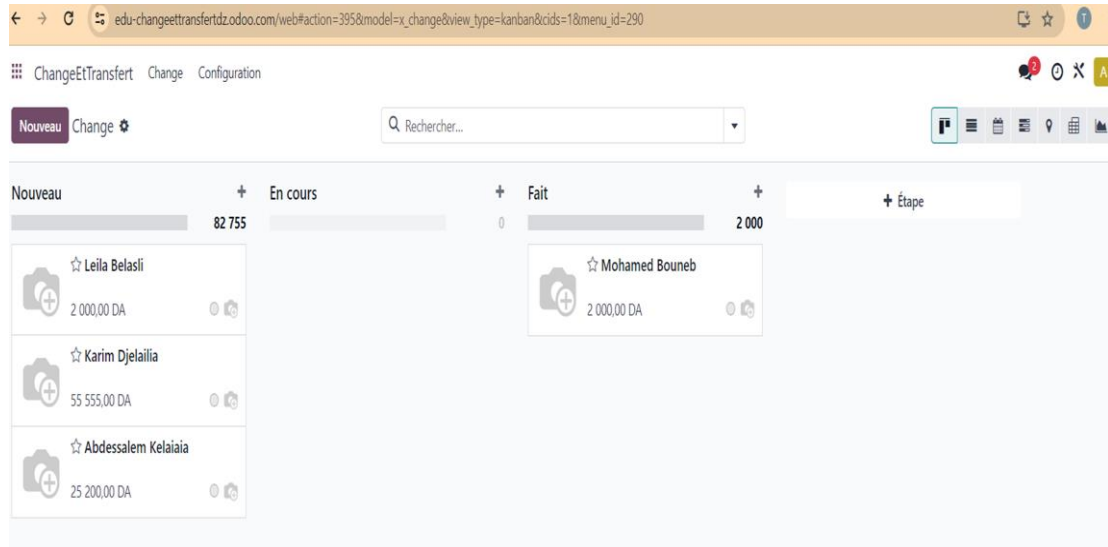 edu-changeettransfertdz.odoo.com/web#action=395&model=x_change&view_type=kanban&cids=1&menu_id=290
T
ChangeEtTransfert Change Configuration
2
A
Nouveau Change
Rechercher...
Nouveau
82 755
En cours
0
Fait
2 000
Étape
Leila Belasli
2 000,00 DA
Karim Djelailia
55 555,00 DA
Abdessalem Kelaiaia
25 200,00 DA
Mohamed Bouneb
2 000,00 DA